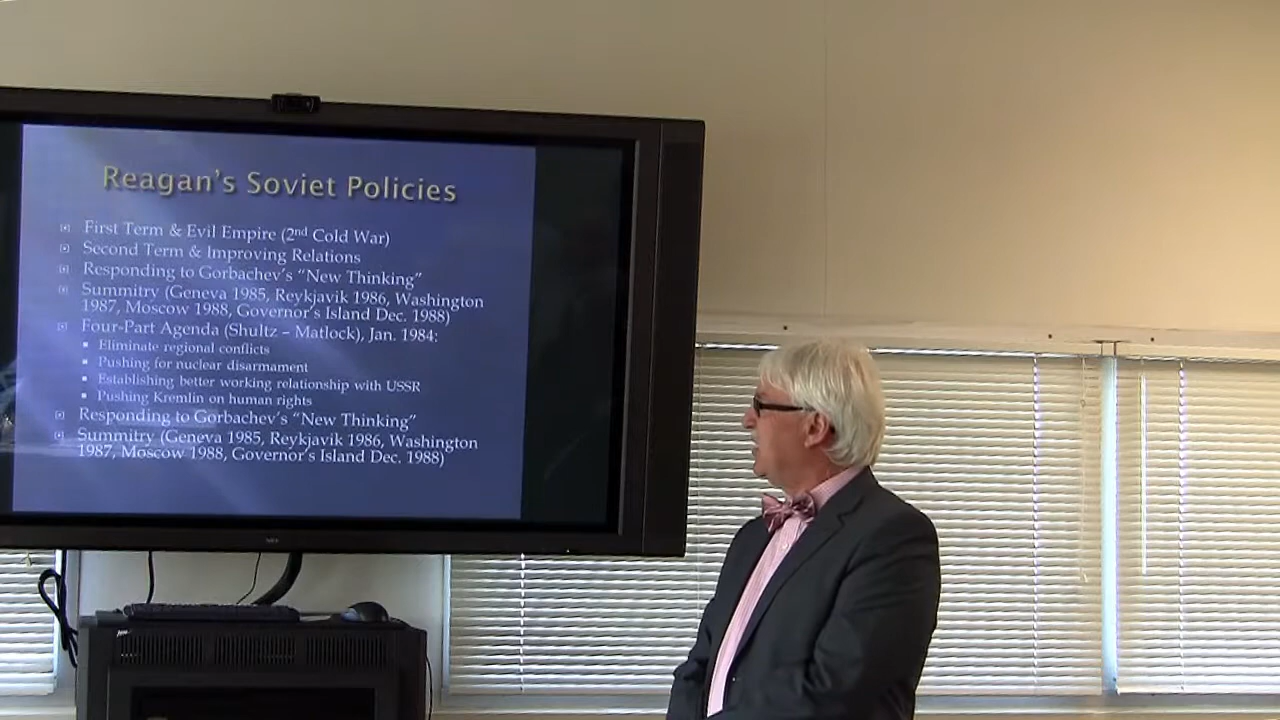 Reagan's Soviet Policies
First Term & Evil Empire (2nd Cold War)
Second Term & Improving Relations
Responding to Gorbachev's "New Thinking"
Summitry (Geneva 1985, Reykjavik 1986, Washington
1987, Moscow 1988, Governor's Island Dec. 1988)
Four-Part Agenda (Shultz – Matlock), Jan. 1984:
Eliminate regional conflicts
Pushing for nuclear disarmament
Establishing better working relationship with USSR
Pushing Kremlin on human rights
Responding to Gorbachev's "New Thinking"
Summitry (Geneva 1985, Reykjavik 1986, Washington
1987, Moscow 1988, Governor's Island Dec. 1988)
NEC